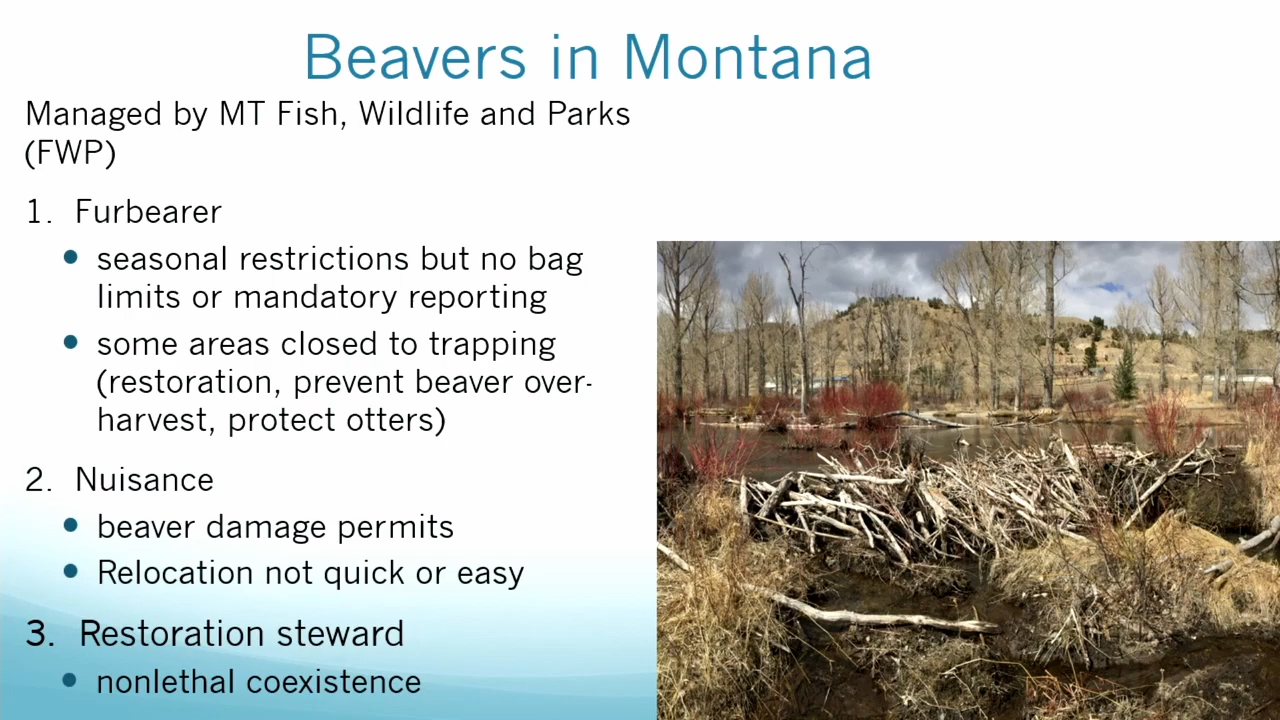 Beavers in Montana
Managed by MT Fish, Wildlife and Parks
(FWP)
1. Furbearer
• seasonal restrictions but no bag
limits or mandatory reporting
• some areas closed to trapping
(restoration, prevent beaver over-
harvest, protect otters)
2. Nuisance
• beaver damage permits
• Relocation not quick or easy
3. Restoration steward
• nonlethal coexistence